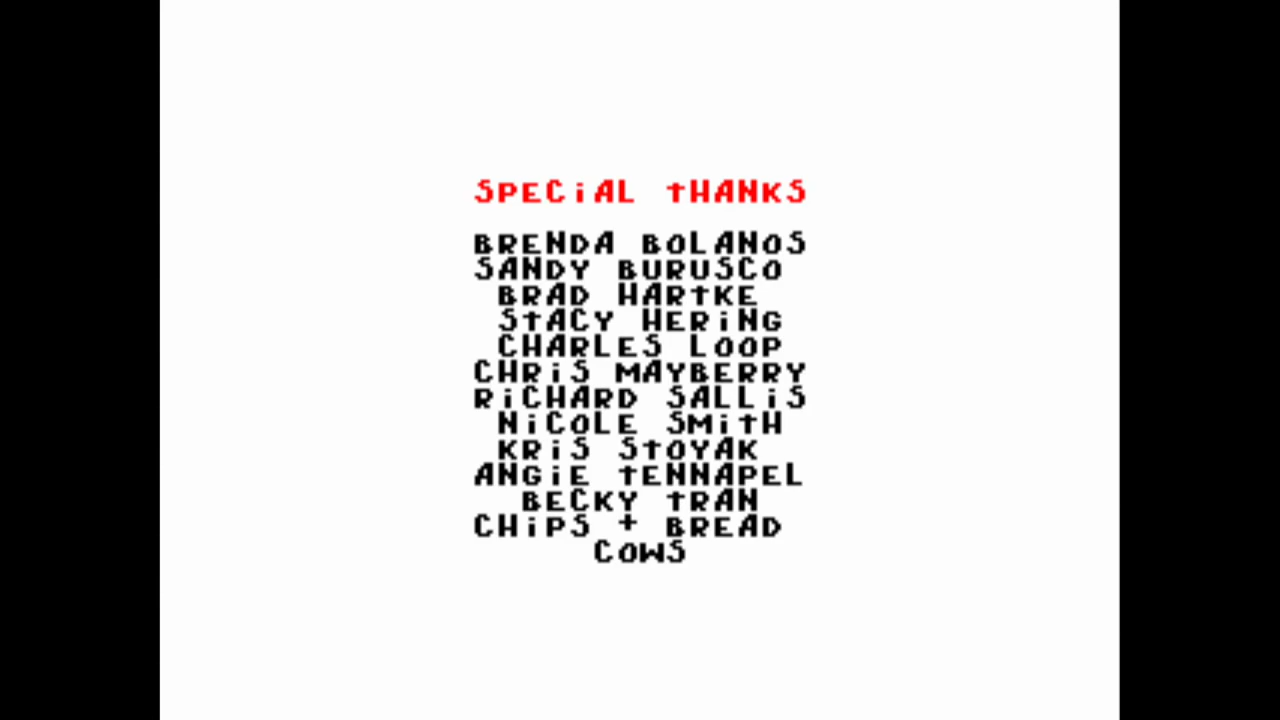 SPECiAL tHANKS
BRENDA BOLANOS
SANDY BURUSCO
BRAD HARtKE
StACY HERiNG
CHARLES LOOP
CHRiS MAYBERRY
RiCHARD SALLiS
NiCOLE SMitH
KRiS StOYAK
ANGiE tENNAPEL
BECKY tRAN
CHiPS + BREAD
COWS